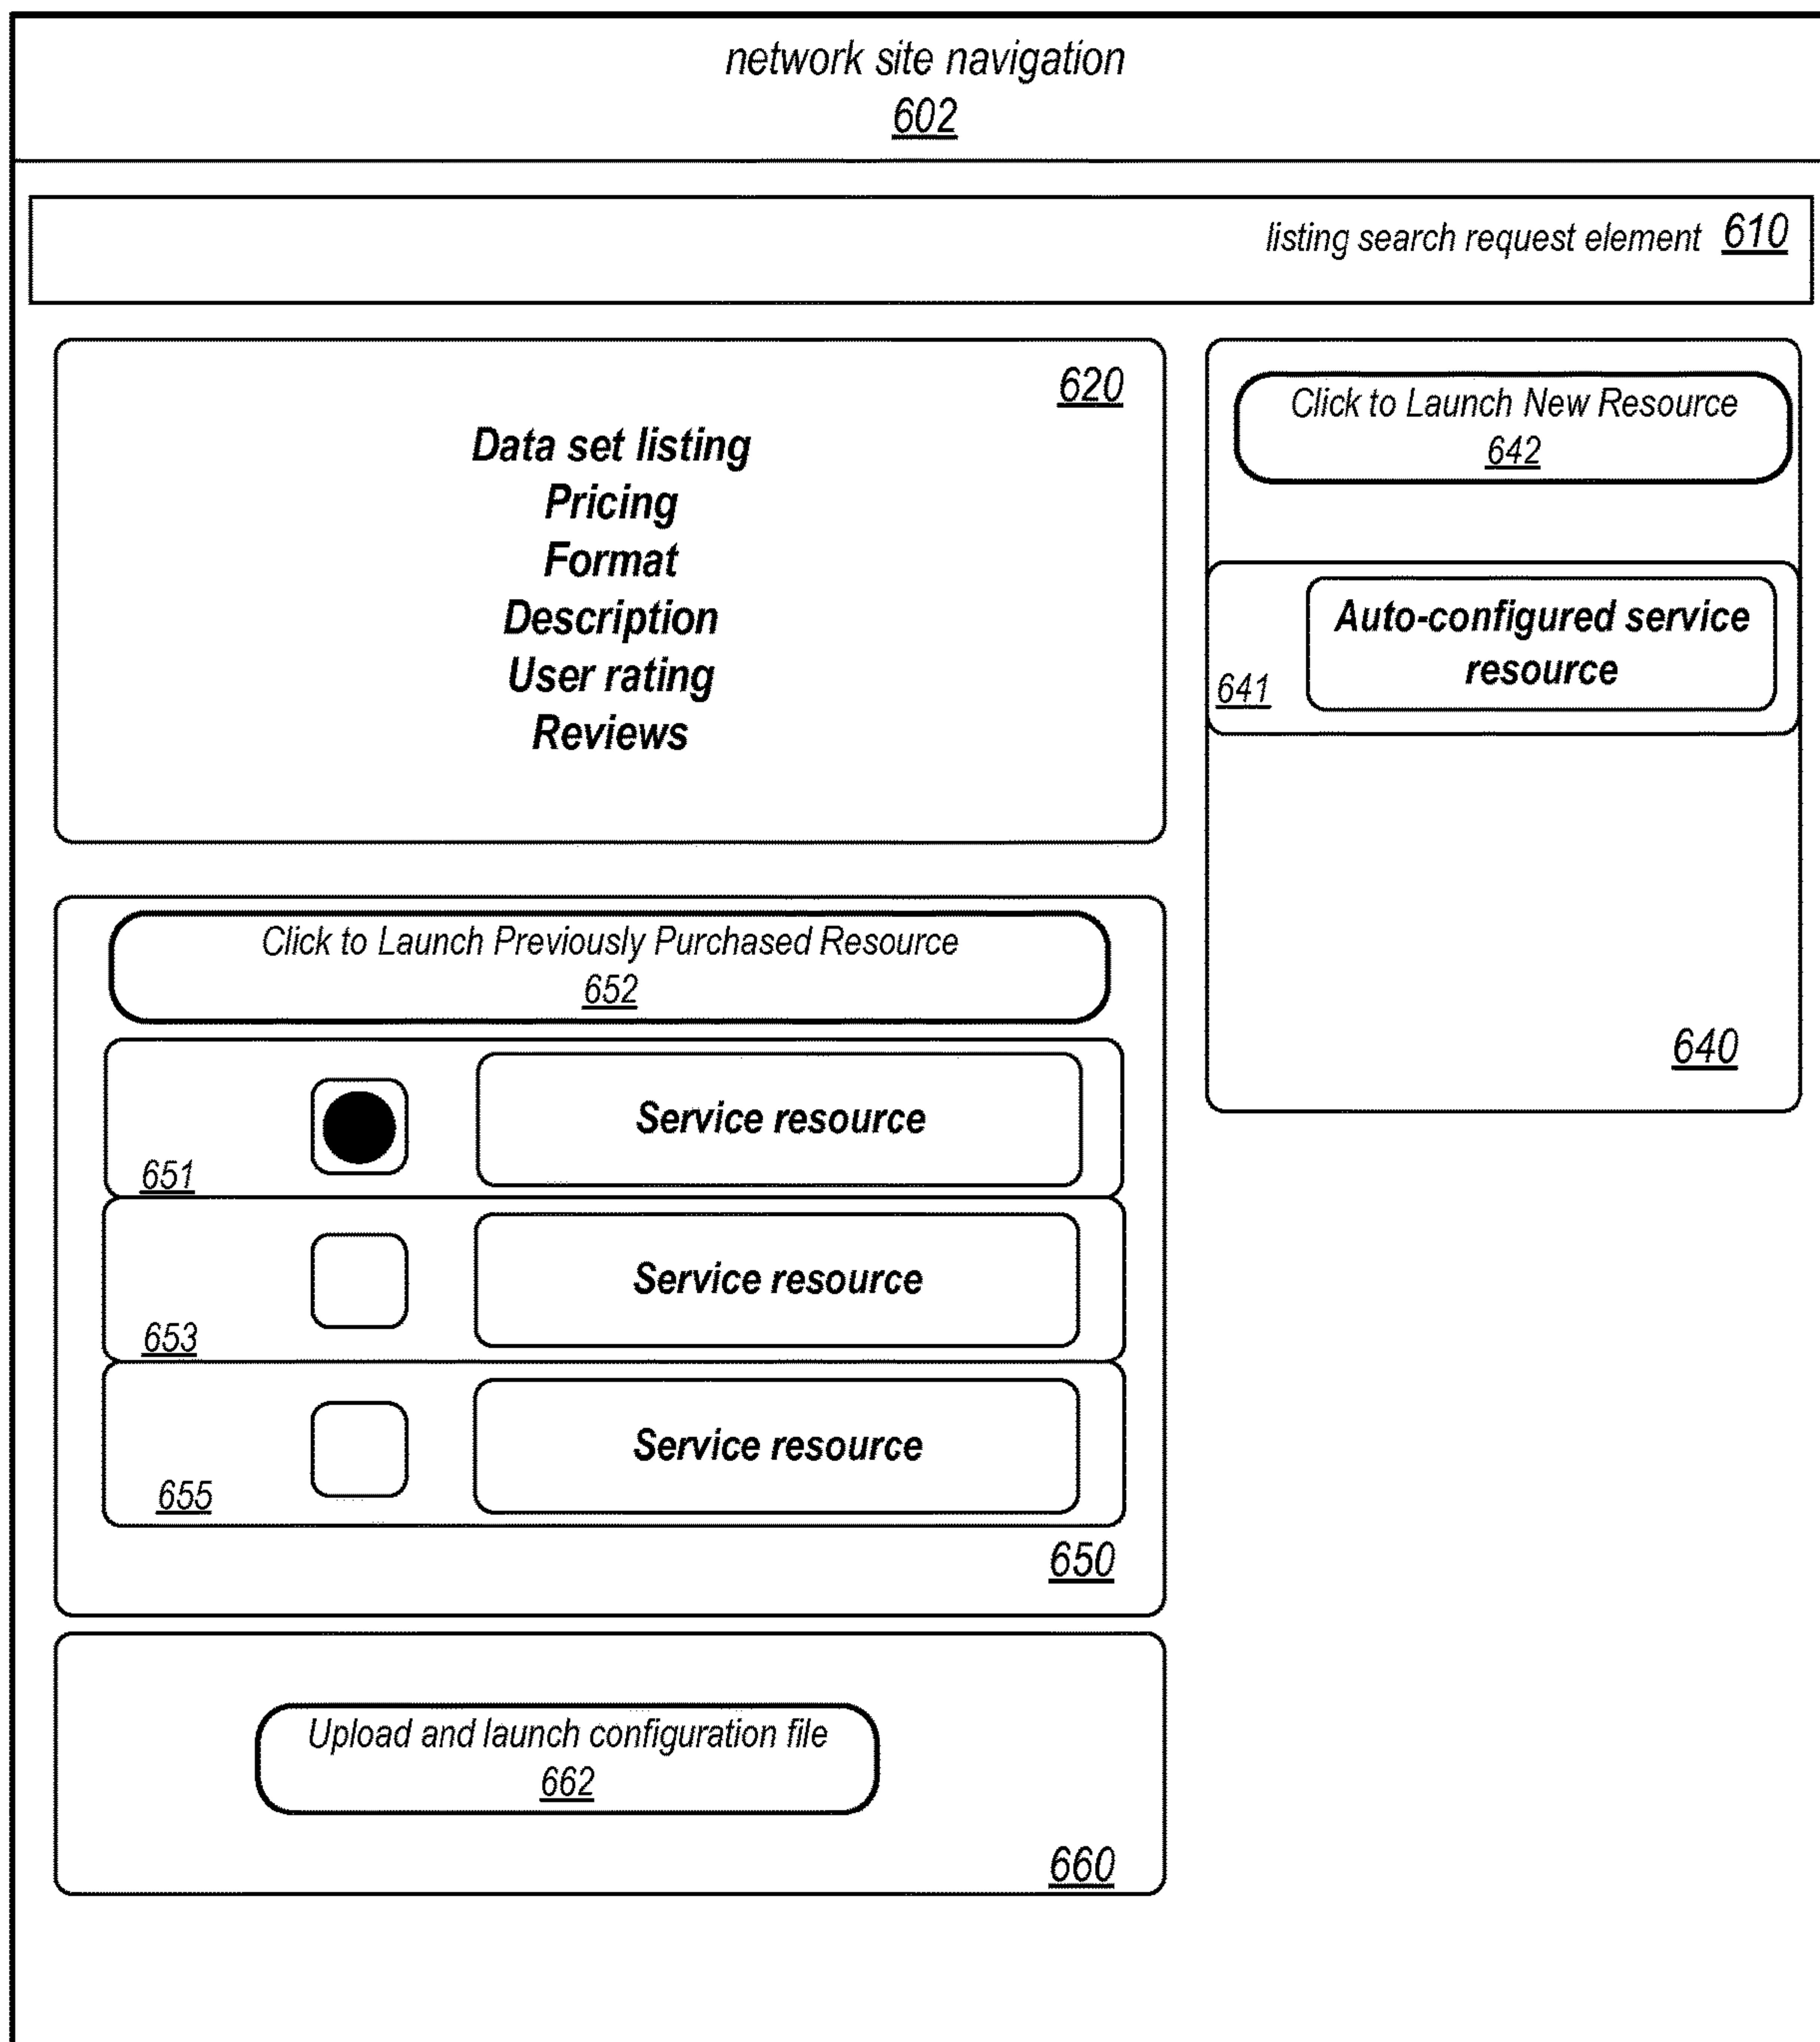 network site navigation
602
listing search request element 610
620
Data set listing
Pricing
Format
Description
User rating
Reviews
Click to Launch New Resource
642
Auto-configured service
resource
641
640
Click to Launch Previously Purchased Resource
652
Service resource
651
Service resource
653
Service resource
655
650
Upload and launch configuration file
662
660